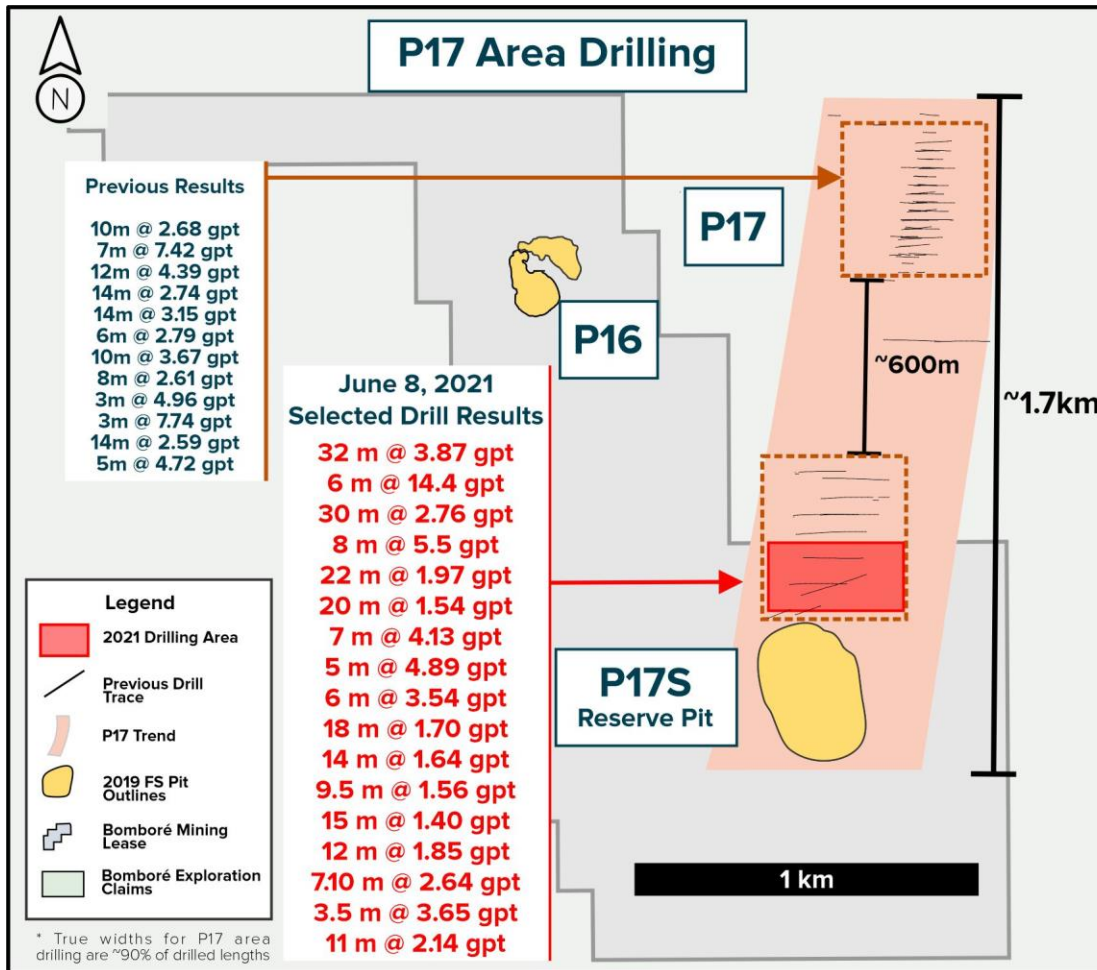 P17 Area Drilling
N
Previous Results
10m @ 2.68 gpt
7m @ 7.42 gpt
12m @ 4.39 gpt
14m @ 2.74 gpt
14m @ 3.15 gpt
6m @ 2.79 gpt
10m @ 3.67 gpt
8m @ 2.61 gpt
3m @ 4.96 gpt
3m @ 7.74 gpt
14m @ 2.59 gpt
5m @ 4.72 gpt
P17
P16
~600m
~1.7km
June 8, 2021
Selected Drill Results
32 m @ 3.87 gpt
6 m @ 14.4 gpt
30 m @ 2.76 gpt
8 m @ 5.5 gpt
22 m @ 1.97 gpt
20 m @ 1.54 gpt
7 m @ 4.13 gpt
5 m @ 4.89 gpt
6 m @ 3.54 gpt
18 m @ 1.70 gpt
14 m @ 1.64 gpt
9.5 m @ 1.56 gpt
15 m @ 1.40 gpt
12 m @ 1.85 gpt
7.10 m @ 2.64 gpt
3.5 m @ 3.65 gpt
11 m @ 2.14 gpt
P17S
Reserve Pit
Legend
2021 Drilling Area
Previous Drill
Trace
P17 Trend
2019 FS Pit
Outlines
Bomboré Mining
Lease
Bomboré Exploration
Claims
* True widths for P17 area
drilling are ~90% of drilled lengths
1 km